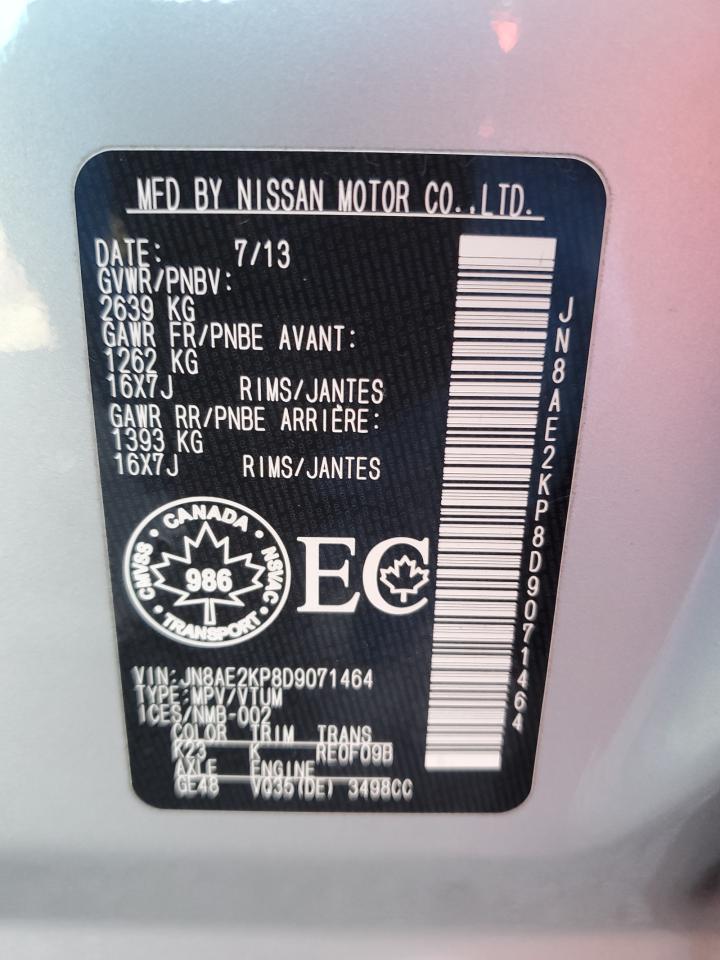 MFD BY NISSAN MOTOR CO.,LTD.
DATE: 7/13
GVWR/PNBV:
2639 KG
GAWR FR/PNBE AVANT:
1262 KG
16X7J RIMS/JANTES
GAWR RR/PNBE ARRIÈRE:
1393 KG
16X7J RIMS/JANTES
CANADA
CMVSS
986
NSVAC
TRANSPORT
EC
VIN:JN8AE2KP8D9071464
TYPE:MPV/VTUM
ICES/NMB-002
COLOR TRIM TRANS
K23 K RE0F09B
AXLE ENGINE
GE48 VQ35(DE) 3498CC
JN8AE2KP8D9071464